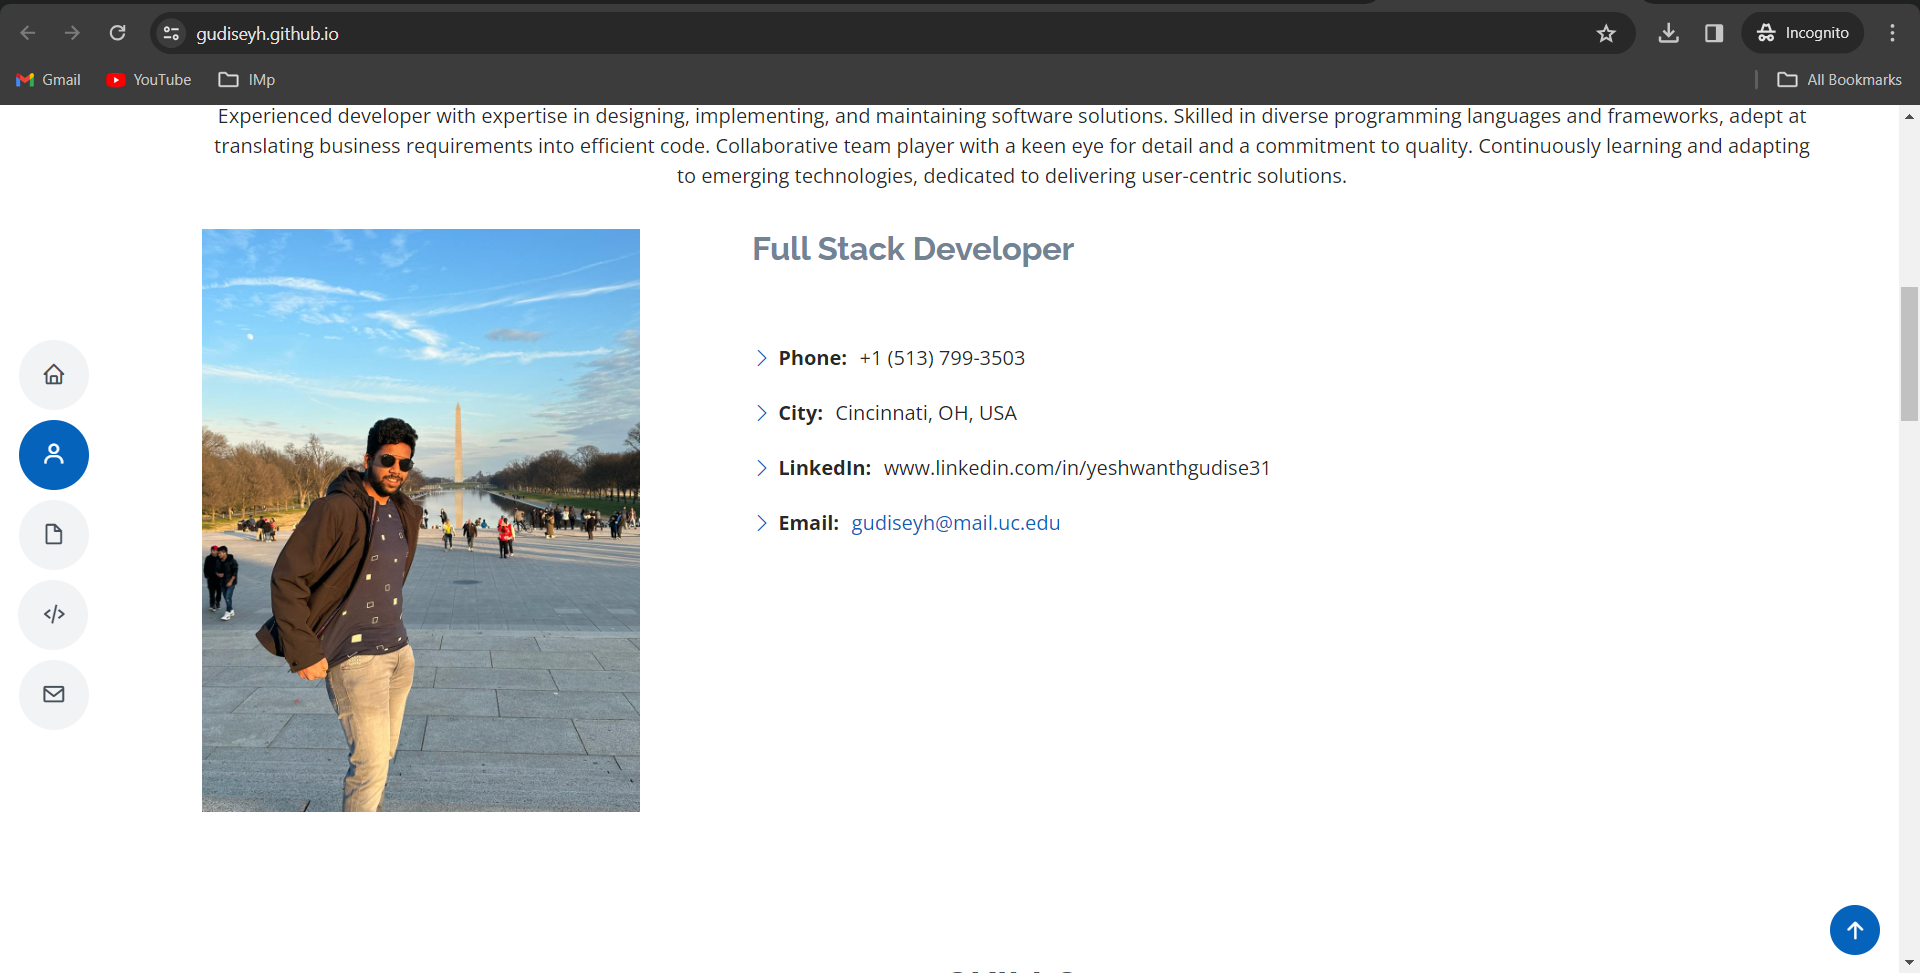 gudiseyh.github.io
Incognito
Gmail
YouTube
IMp
All Bookmarks
Experienced developer with expertise in designing, implementing, and maintaining software solutions. Skilled in diverse programming languages and frameworks, adept at
translating business requirements into efficient code. Collaborative team player with a keen eye for detail and a commitment to quality. Continuously learning and adapting
to emerging technologies, dedicated to delivering user-centric solutions.
Full Stack Developer
Phone: +1 (513) 799-3503
City: Cincinnati, OH, USA
LinkedIn: www.linkedin.com/in/yeshwanthgudise31
Email: gudiseyh@mail.uc.edu